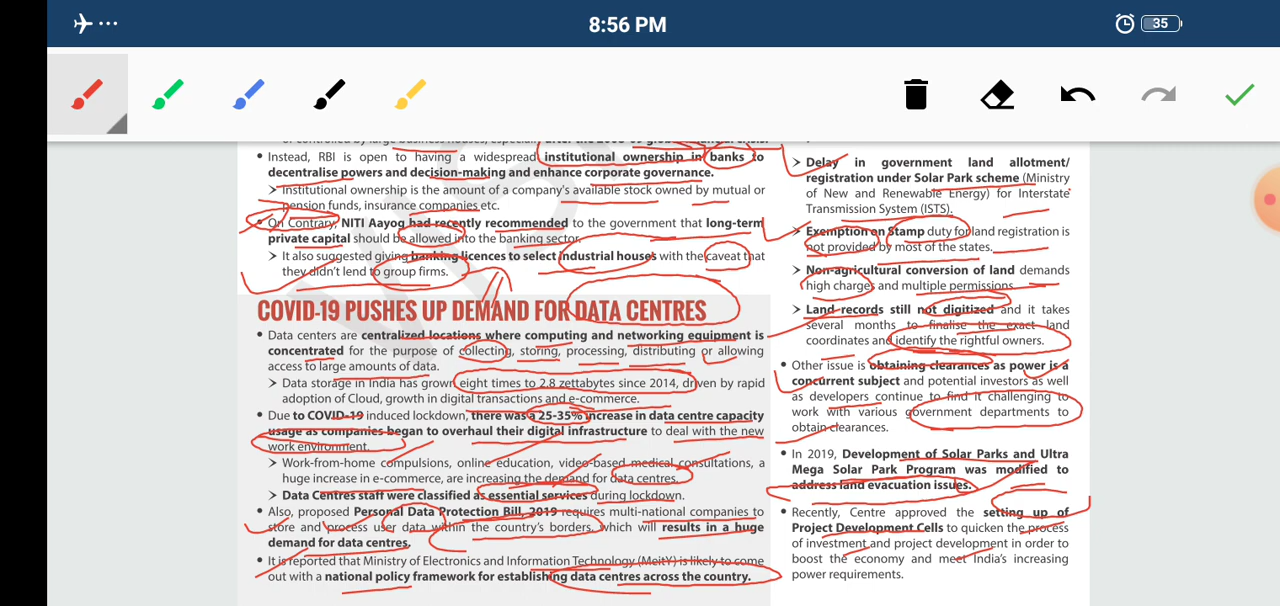 8:56 PM
35
of controlled by large business houses, especially after the 2008-09 global financial crisis.
• Instead, RBI is open to having a widespread institutional ownership in banks to
decentralise powers and decision-making and enhance corporate governance.
➢ Institutional ownership is the amount of a company's available stock owned by mutual or
pension funds, insurance companies etc.
• On Contrary, NITI Aayog had recently recommended to the government that long-term
private capital should be allowed into the banking sector.
➢ It also suggested giving banking licences to select industrial houses with the caveat that
they didn't lend to group firms.
COVID-19 PUSHES UP DEMAND FOR DATA CENTRES
• Data centers are centralized locations where computing and networking equipment is
concentrated for the purpose of collecting, storing, processing, distributing or allowing
access to large amounts of data.
➢ Data storage in India has grown eight times to 2.8 zettabytes since 2014, driven by rapid
adoption of Cloud, growth in digital transactions and e-commerce.
• Due to COVID-19 induced lockdown, there was a 25-35% increase in data centre capacity
usage as companies began to overhaul their digital infrastructure to deal with the new
work environment.
➢ Work-from-home compulsions, online education, video-based medical consultations, a
huge increase in e-commerce, are increasing the demand for data centres.
➢ Data Centres staff were classified as essential services during lockdown.
• Also, proposed Personal Data Protection Bill, 2019 requires multi-national companies to
store and process user data within the country's borders, which will results in a huge
demand for data centres.
• It is reported that Ministry of Electronics and Information Technology (MeitY) is likely to come
out with a national policy framework for establishing data centres across the country.
➢ Delay in government land allotment/
registration under Solar Park scheme (Ministry
of New and Renewable Energy) for Interstate
Transmission System (ISTS).
➢ Exemption on Stamp duty for land registration is
not provided by most of the states.
➢ Non-agricultural conversion of land demands
high charges and multiple permissions.
➢ Land records still not digitized and it takes
several months to finalise the exact land
coordinates and identify the rightful owners.
• Other issue is obtaining clearances as power is a
concurrent subject and potential investors as well
as developers continue to find it challenging to
work with various government departments to
obtain clearances.
• In 2019, Development of Solar Parks and Ultra
Mega Solar Park Program was modified to
address land evacuation issues.
• Recently, Centre approved the setting up of
Project Development Cells to quicken the process
of investment and project development in order to
boost the economy and meet India's increasing
power requirements.